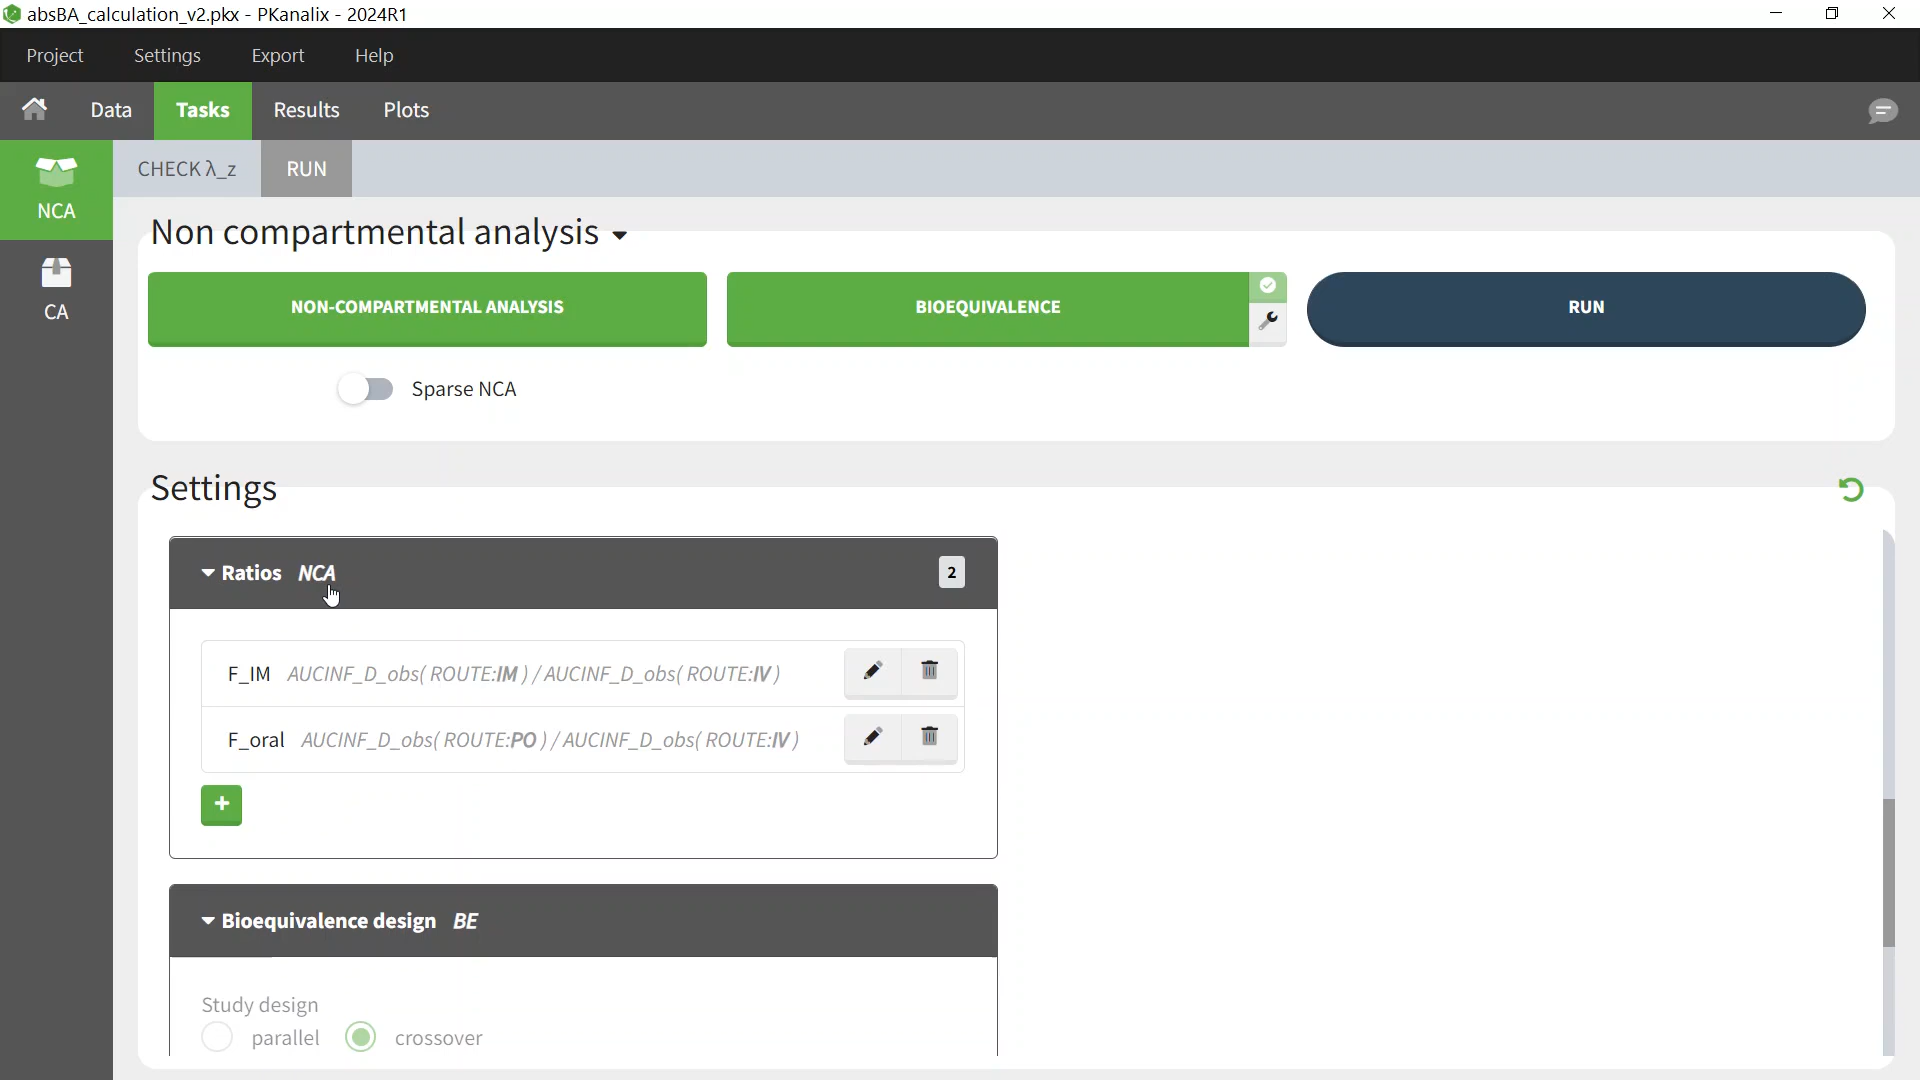 absBA_calculation_v2.pkx - PKanalix - 2024R1
Project Settings Export Help
Data Tasks Results Plots
NCA
CA
CHECK λ_z RUN
Non compartmental analysis
NON-COMPARTMENTAL ANALYSIS BIOEQUIVALENCE RUN
Sparse NCA
Settings
Ratios NCA 2
F_IM AUCINF_D_obs( ROUTE:IM ) / AUCINF_D_obs( ROUTE:IV )
F_oral AUCINF_D_obs( ROUTE:PO ) / AUCINF_D_obs( ROUTE:IV )
+
Bioequivalence design BE
Study design
parallel crossover